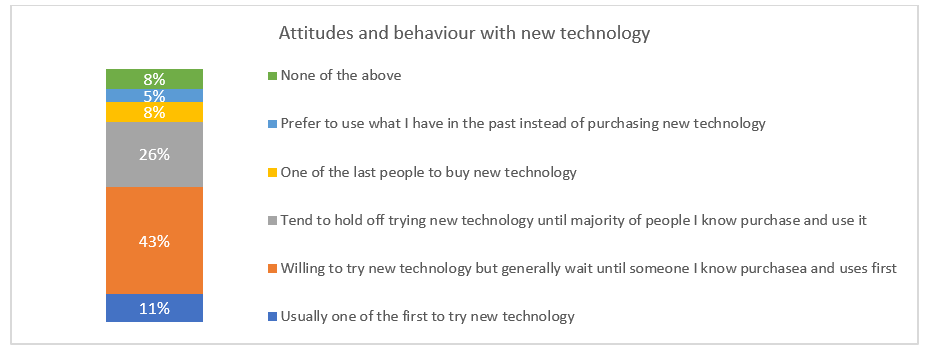 Attitudes and behaviour with new technology
8%
None of the above
5%
Prefer to use what I have in the past instead of purchasing new technology
8%
One of the last people to buy new technology
26%
Tend to hold off trying new technology until majority of people I know purchase and use it
43%
Willing to try new technology but generally wait until someone I know purchasea and uses first
11%
Usually one of the first to try new technology